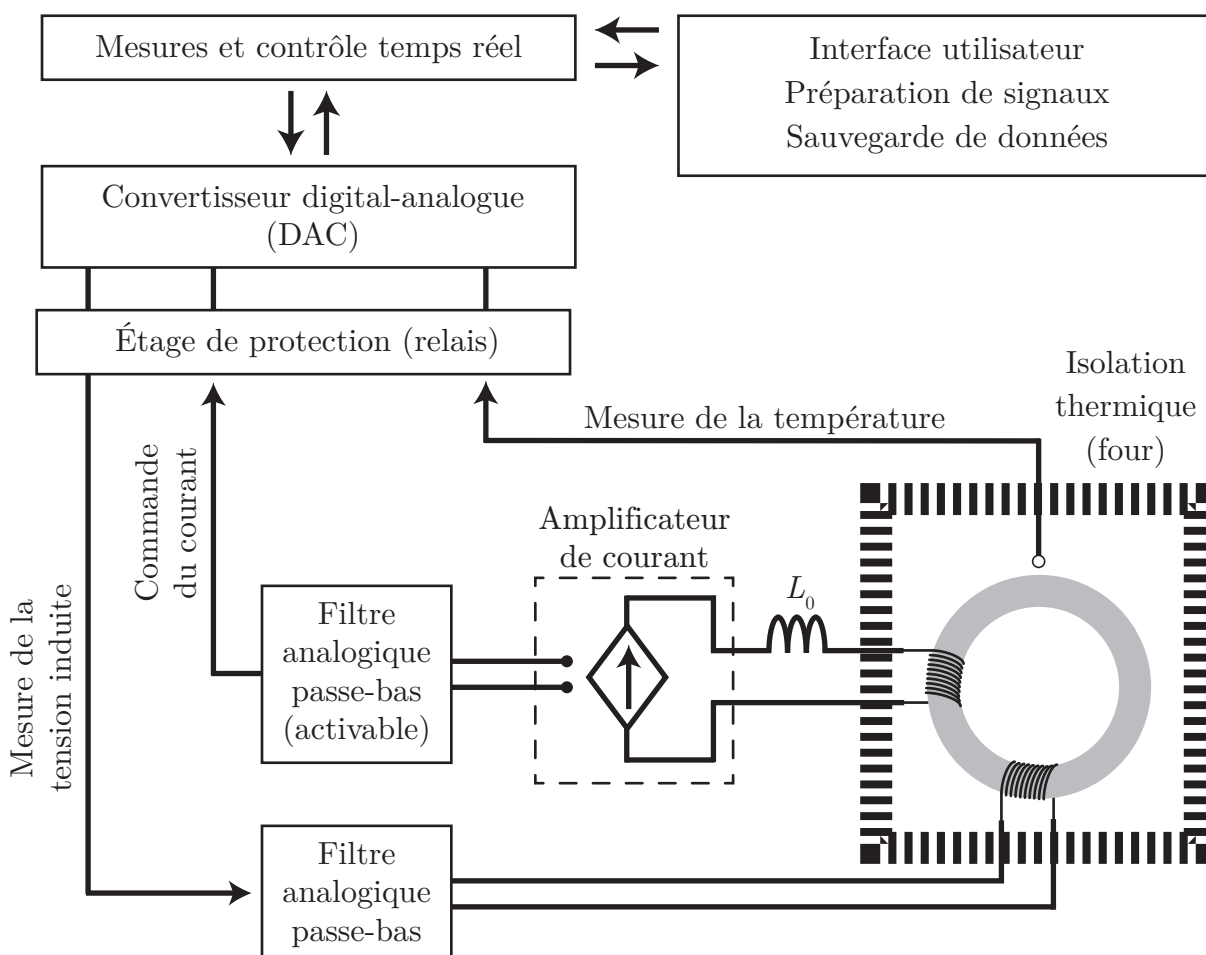 Mesures et contrôle temps réel
Interface utilisateur
Préparation de signaux
Sauvegarde de données
Convertisseur digital-analogue
(DAC)
Étage de protection (relais)
Isolation
thermique
(four)
Mesure de la température
Commande
du courant
Mesure de la
tension induite
Amplificateur
de courant
L0
Filtre
analogique
passe-bas
(activable)
Filtre
analogique
passe-bas